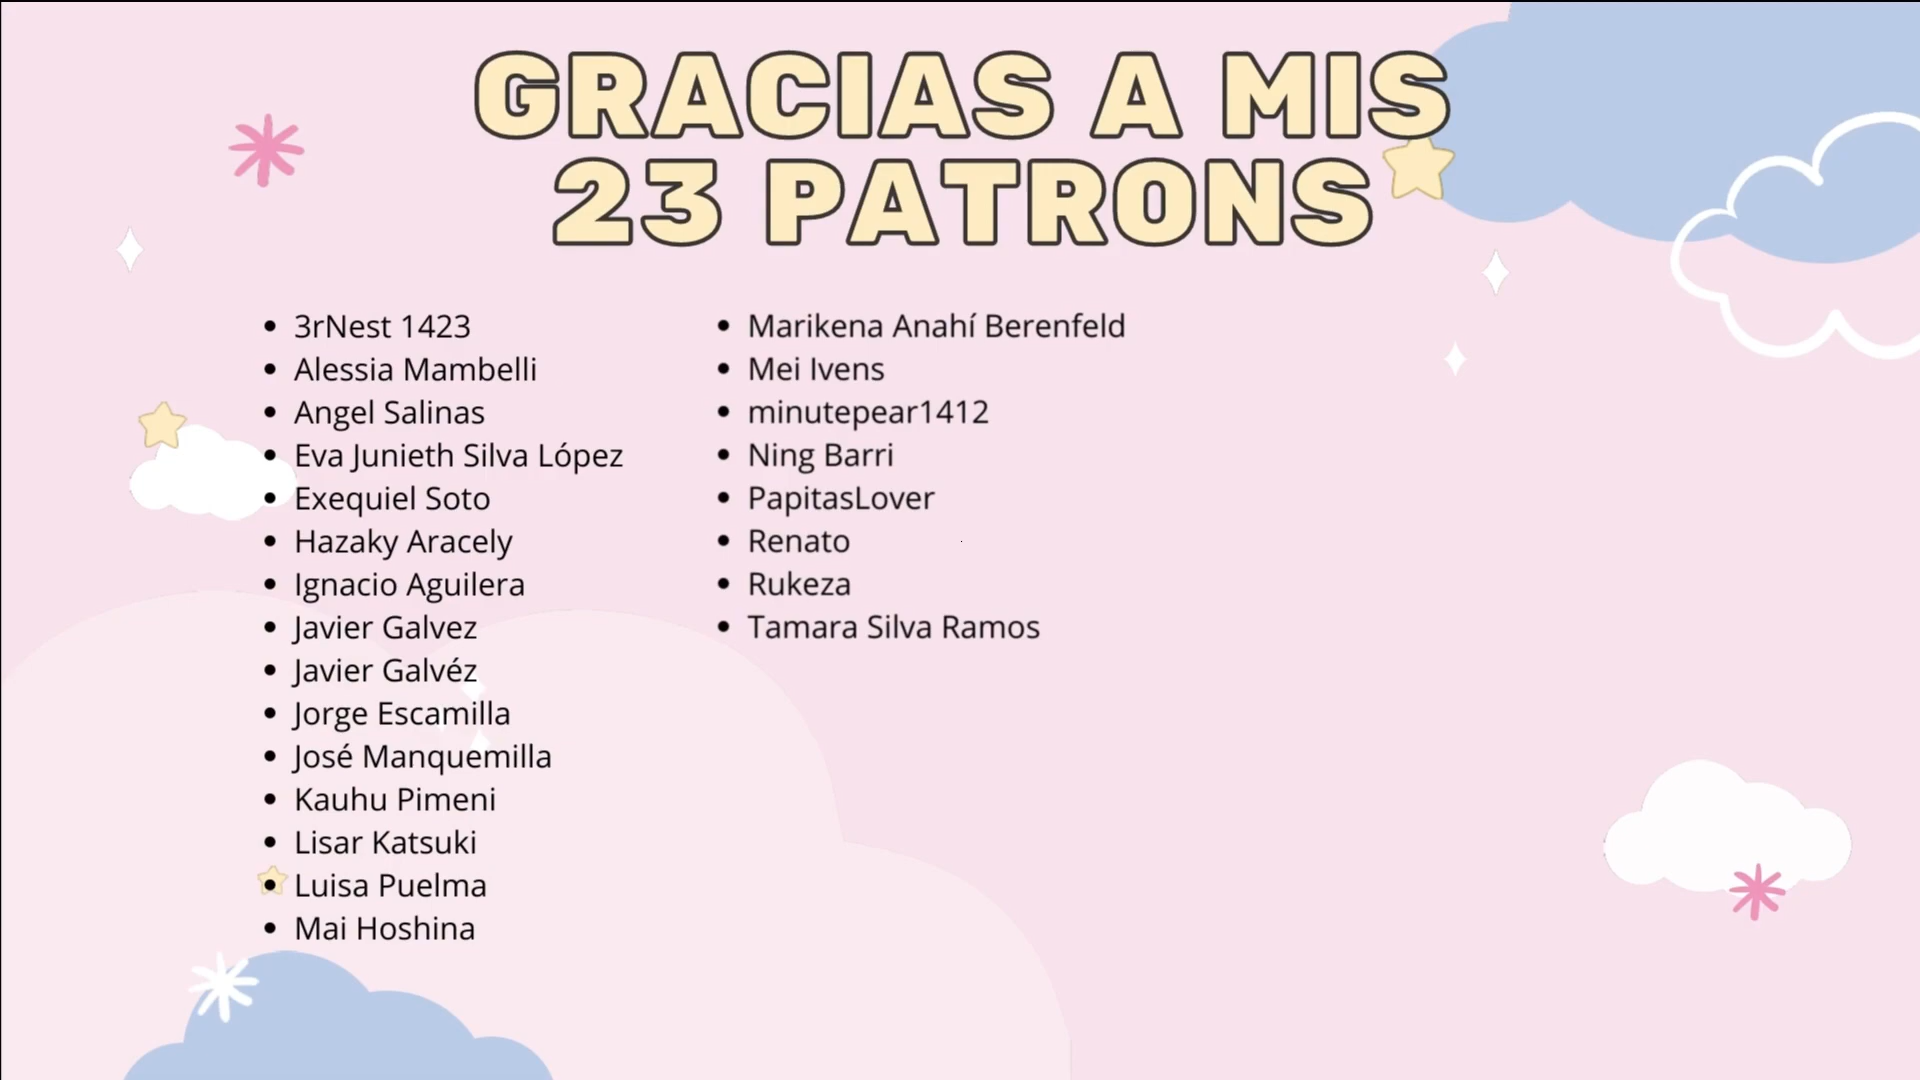 GRACIAS A MIS
23 PATRONS
3rNest 1423
Alessia Mambelli
Angel Salinas
Eva Junieth Silva López
Exequiel Soto
Hazaky Aracely
Ignacio Aguilera
Javier Galvez
Javier Galvéz
Jorge Escamilla
José Manquemilla
Kauhu Pimeni
Lisar Katsuki
Luisa Puelma
Mai Hoshina
Marikena Anahí Berenfeld
Mei Ivens
minutepear1412
Ning Barri
PapitasLover
Renato
Rukeza
Tamara Silva Ramos